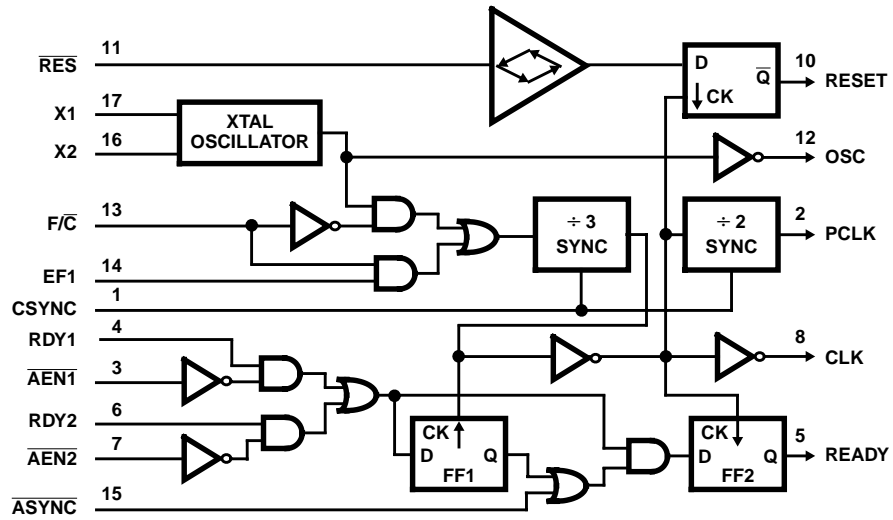 RES 11
X1 17
X2 16
XTAL
OSCILLATOR
D
Q
CK
10 RESET
12 OSC
F/C 13
EF1 14
CSYNC 1
÷ 3
SYNC
÷ 2
SYNC
2 PCLK
RDY1 4
AEN1 3
RDY2 6
AEN2 7
ASYNC 15
8 CLK
CK
D Q
FF1
CK
D Q
FF2
5 READY